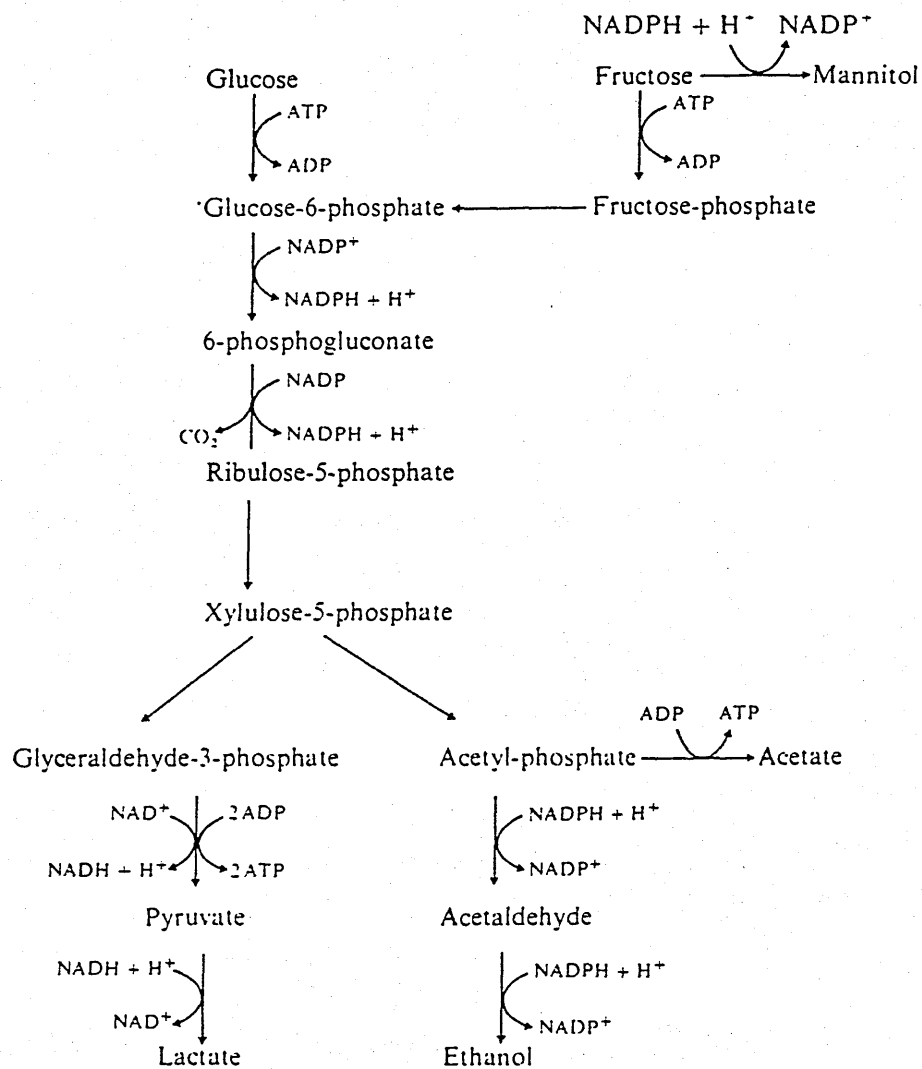 NADPH + H⁺ NADP⁺
Glucose
Fructose
Mannitol
ATP
ATP
ADP
ADP
Glucose-6-phosphate
Fructose-phosphate
NADP⁺
NADPH + H⁺
6-phosphogluconate
NADP
CO₂
NADPH + H⁺
Ribulose-5-phosphate
Xylulose-5-phosphate
ADP
ATP
Glyceraldehyde-3-phosphate
Acetyl-phosphate
Acetate
NAD⁺
2ADP
NADPH + H⁺
NADH + H⁺
2ATP
NADP⁺
Pyruvate
Acetaldehyde
NADH + H⁺
NADPH + H⁺
NAD⁺
NADP⁺
Lactate
Ethanol